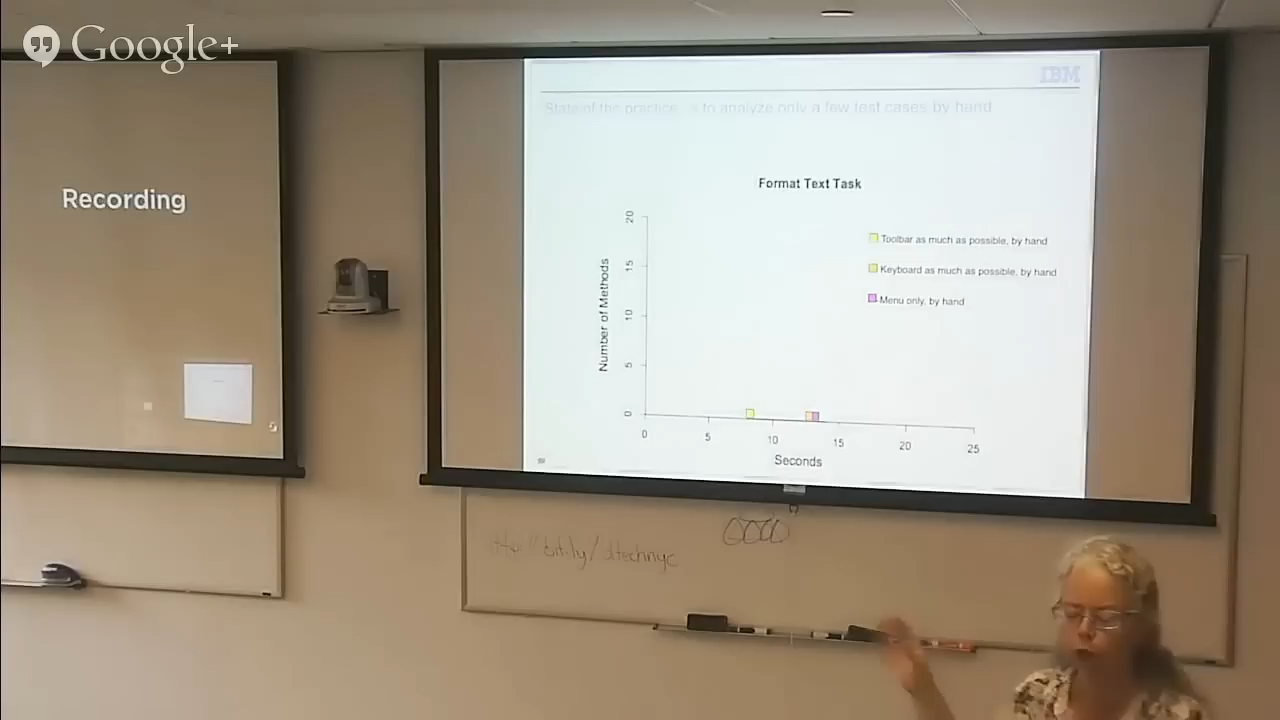 Google+
Recording
IBM
State of the practice is to analyze only a few test cases by hand
Format Text Task
Number of Methods
20
15
10
5
0
Toolbar as much as possible, by hand
Keyboard as much as possible, by hand
Menu only, by hand
0 5 10 15 20 25
Seconds
bit.ly/